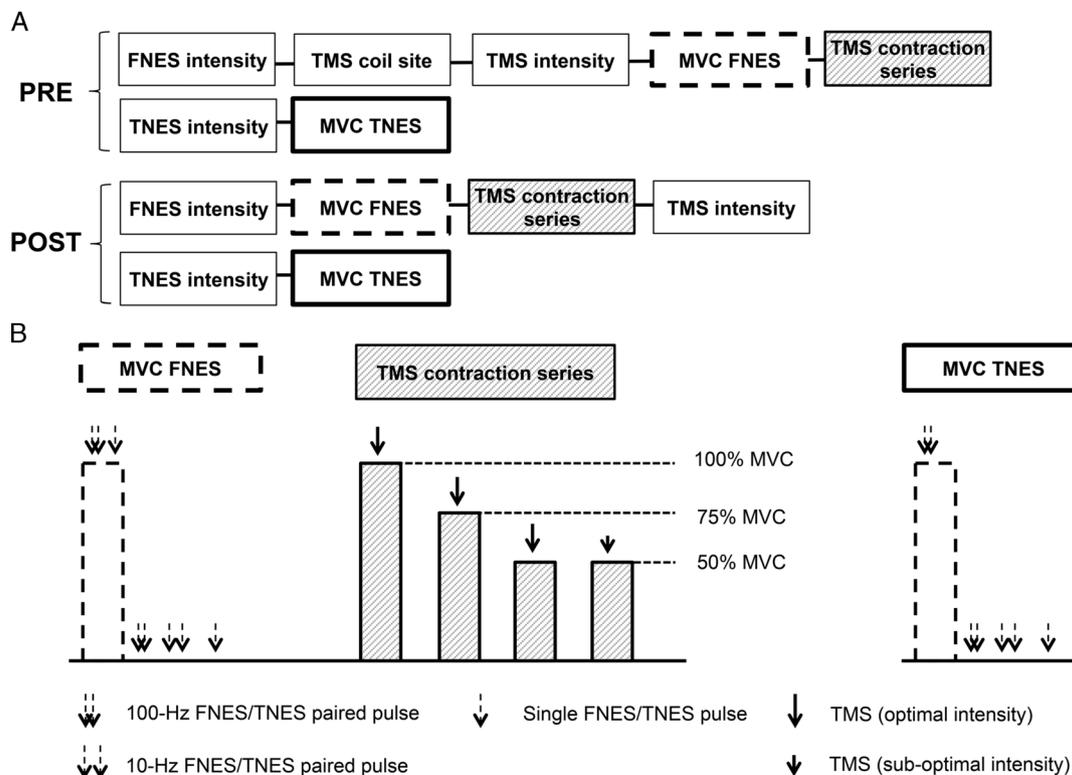 A
PRE
FNES intensity
TMS coil site
TMS intensity
MVC FNES
TMS contraction
series
TNES intensity
MVC TNES
POST
FNES intensity
MVC FNES
TMS contraction
series
TMS intensity
TNES intensity
MVC TNES
B
MVC FNES
TMS contraction series
MVC TNES
100% MVC
75% MVC
50% MVC
100-Hz FNES/TNES paired pulse
Single FNES/TNES pulse
TMS (optimal intensity)
10-Hz FNES/TNES paired pulse
TMS (sub-optimal intensity)